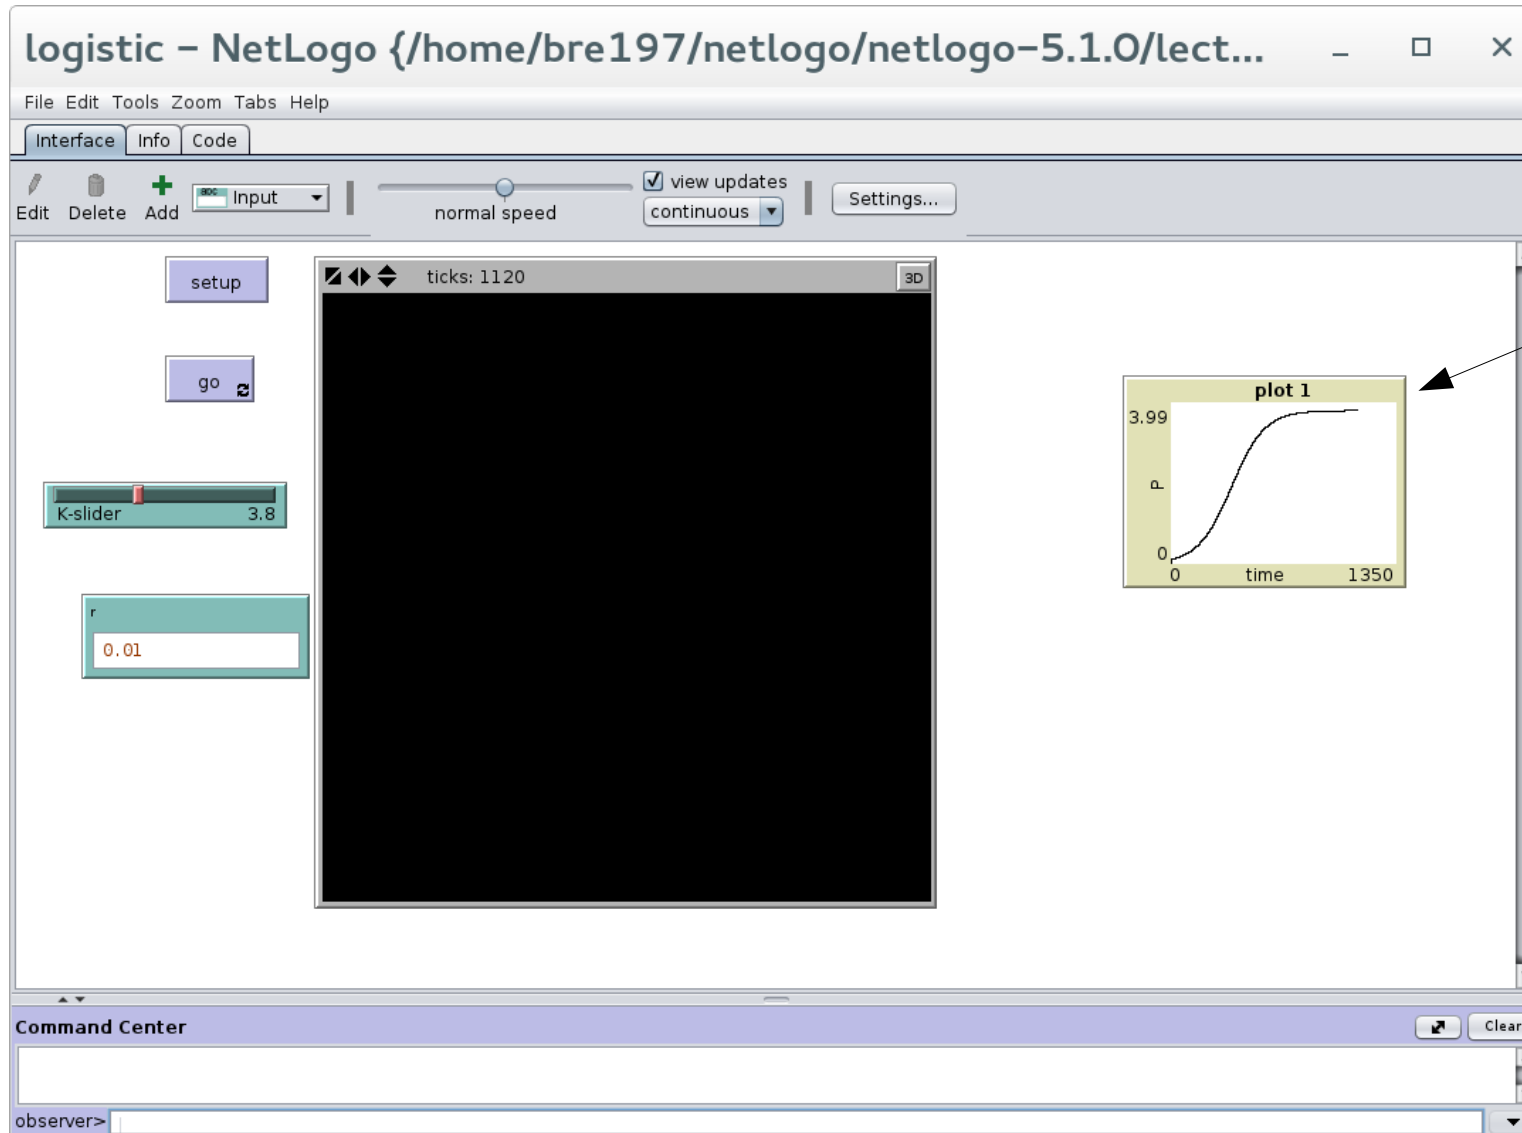 logistic – NetLogo {/home/bre197/netlogo/netlogo-5.1.0/lect...
File Edit Tools Zoom Tabs Help
Interface Info Code
Edit Delete Add abc Input normal speed view updates continuous Settings...
setup
ticks: 1120 3D
go
plot 1
3.99
P
0
0 time 1350
K-slider 3.8
r
0.01
Command Center Clear
observer>